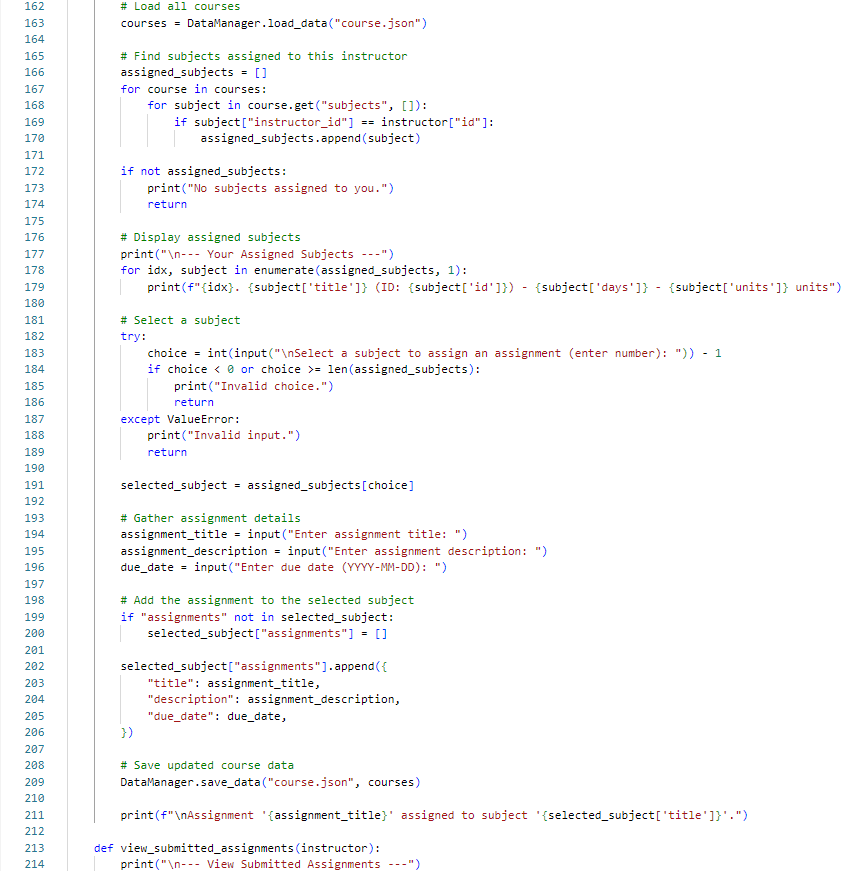 162 # Load all courses
163 courses = DataManager.load_data("course.json")
164
165 # Find subjects assigned to this instructor
166 assigned_subjects = []
167 for course in courses:
168     for subject in course.get("subjects", []):
169         if subject["instructor_id"] == instructor["id"]:
170             assigned_subjects.append(subject)
171
172 if not assigned_subjects:
173     print("No subjects assigned to you.")
174     return
175
176 # Display assigned subjects
177 print("\n--- Your Assigned Subjects ---")
178 for idx, subject in enumerate(assigned_subjects, 1):
179     print(f"{idx}. {subject['title']} (ID: {subject['id']}) - {subject['days']} - {subject['units']} units")
180
181 # Select a subject
182 try:
183     choice = int(input("\nSelect a subject to assign an assignment (enter number): ")) - 1
184     if choice < 0 or choice >= len(assigned_subjects):
185         print("Invalid choice.")
186         return
187 except ValueError:
188     print("Invalid input.")
189     return
190
191 selected_subject = assigned_subjects[choice]
192
193 # Gather assignment details
194 assignment_title = input("Enter assignment title: ")
195 assignment_description = input("Enter assignment description: ")
196 due_date = input("Enter due date (YYYY-MM-DD): ")
197
198 # Add the assignment to the selected subject
199 if "assignments" not in selected_subject:
200     selected_subject["assignments"] = []
201
202 selected_subject["assignments"].append({
203     "title": assignment_title,
204     "description": assignment_description,
205     "due_date": due_date,
206 })
207
208 # Save updated course data
209 DataManager.save_data("course.json", courses)
210
211 print(f"\nAssignment '{assignment_title}' assigned to subject '{selected_subject['title']}'.")
212
213 def view_submitted_assignments(instructor):
214     print("\n--- View Submitted Assignments ---")